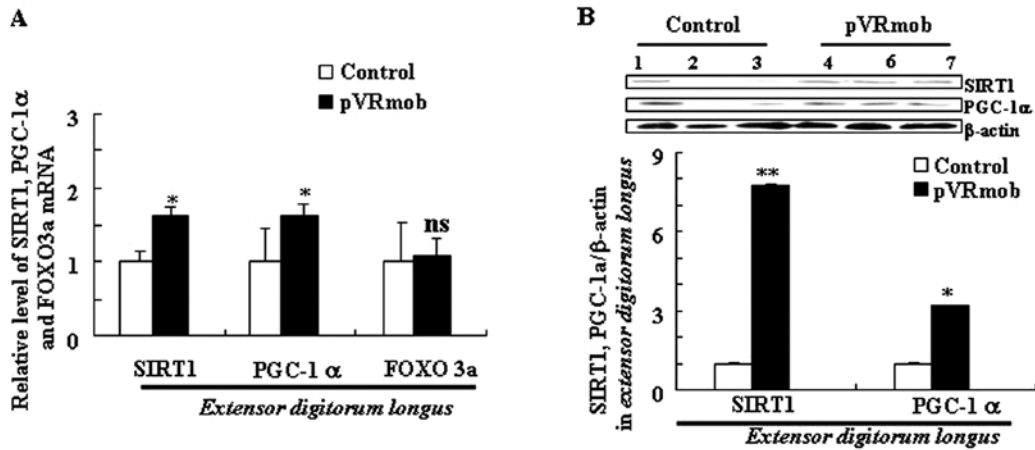 A
Control
pVRmob
Relative level of SIRT1, PGC-1α
and FOXO3a mRNA
3
2
1
0
*
*
ns
SIRT1
PGC-1 α
FOXO 3a
Extensor digitorum longus
B
Control
pVRmob
1 2 3 4 6 7
SIRT1
PGC-1α
β-actin
Control
pVRmob
SIRT1, PGC-1a/β-actin
in extensor digitorum longus
9
6
3
0
**
*
SIRT1
PGC-1 α
Extensor digitorum longus